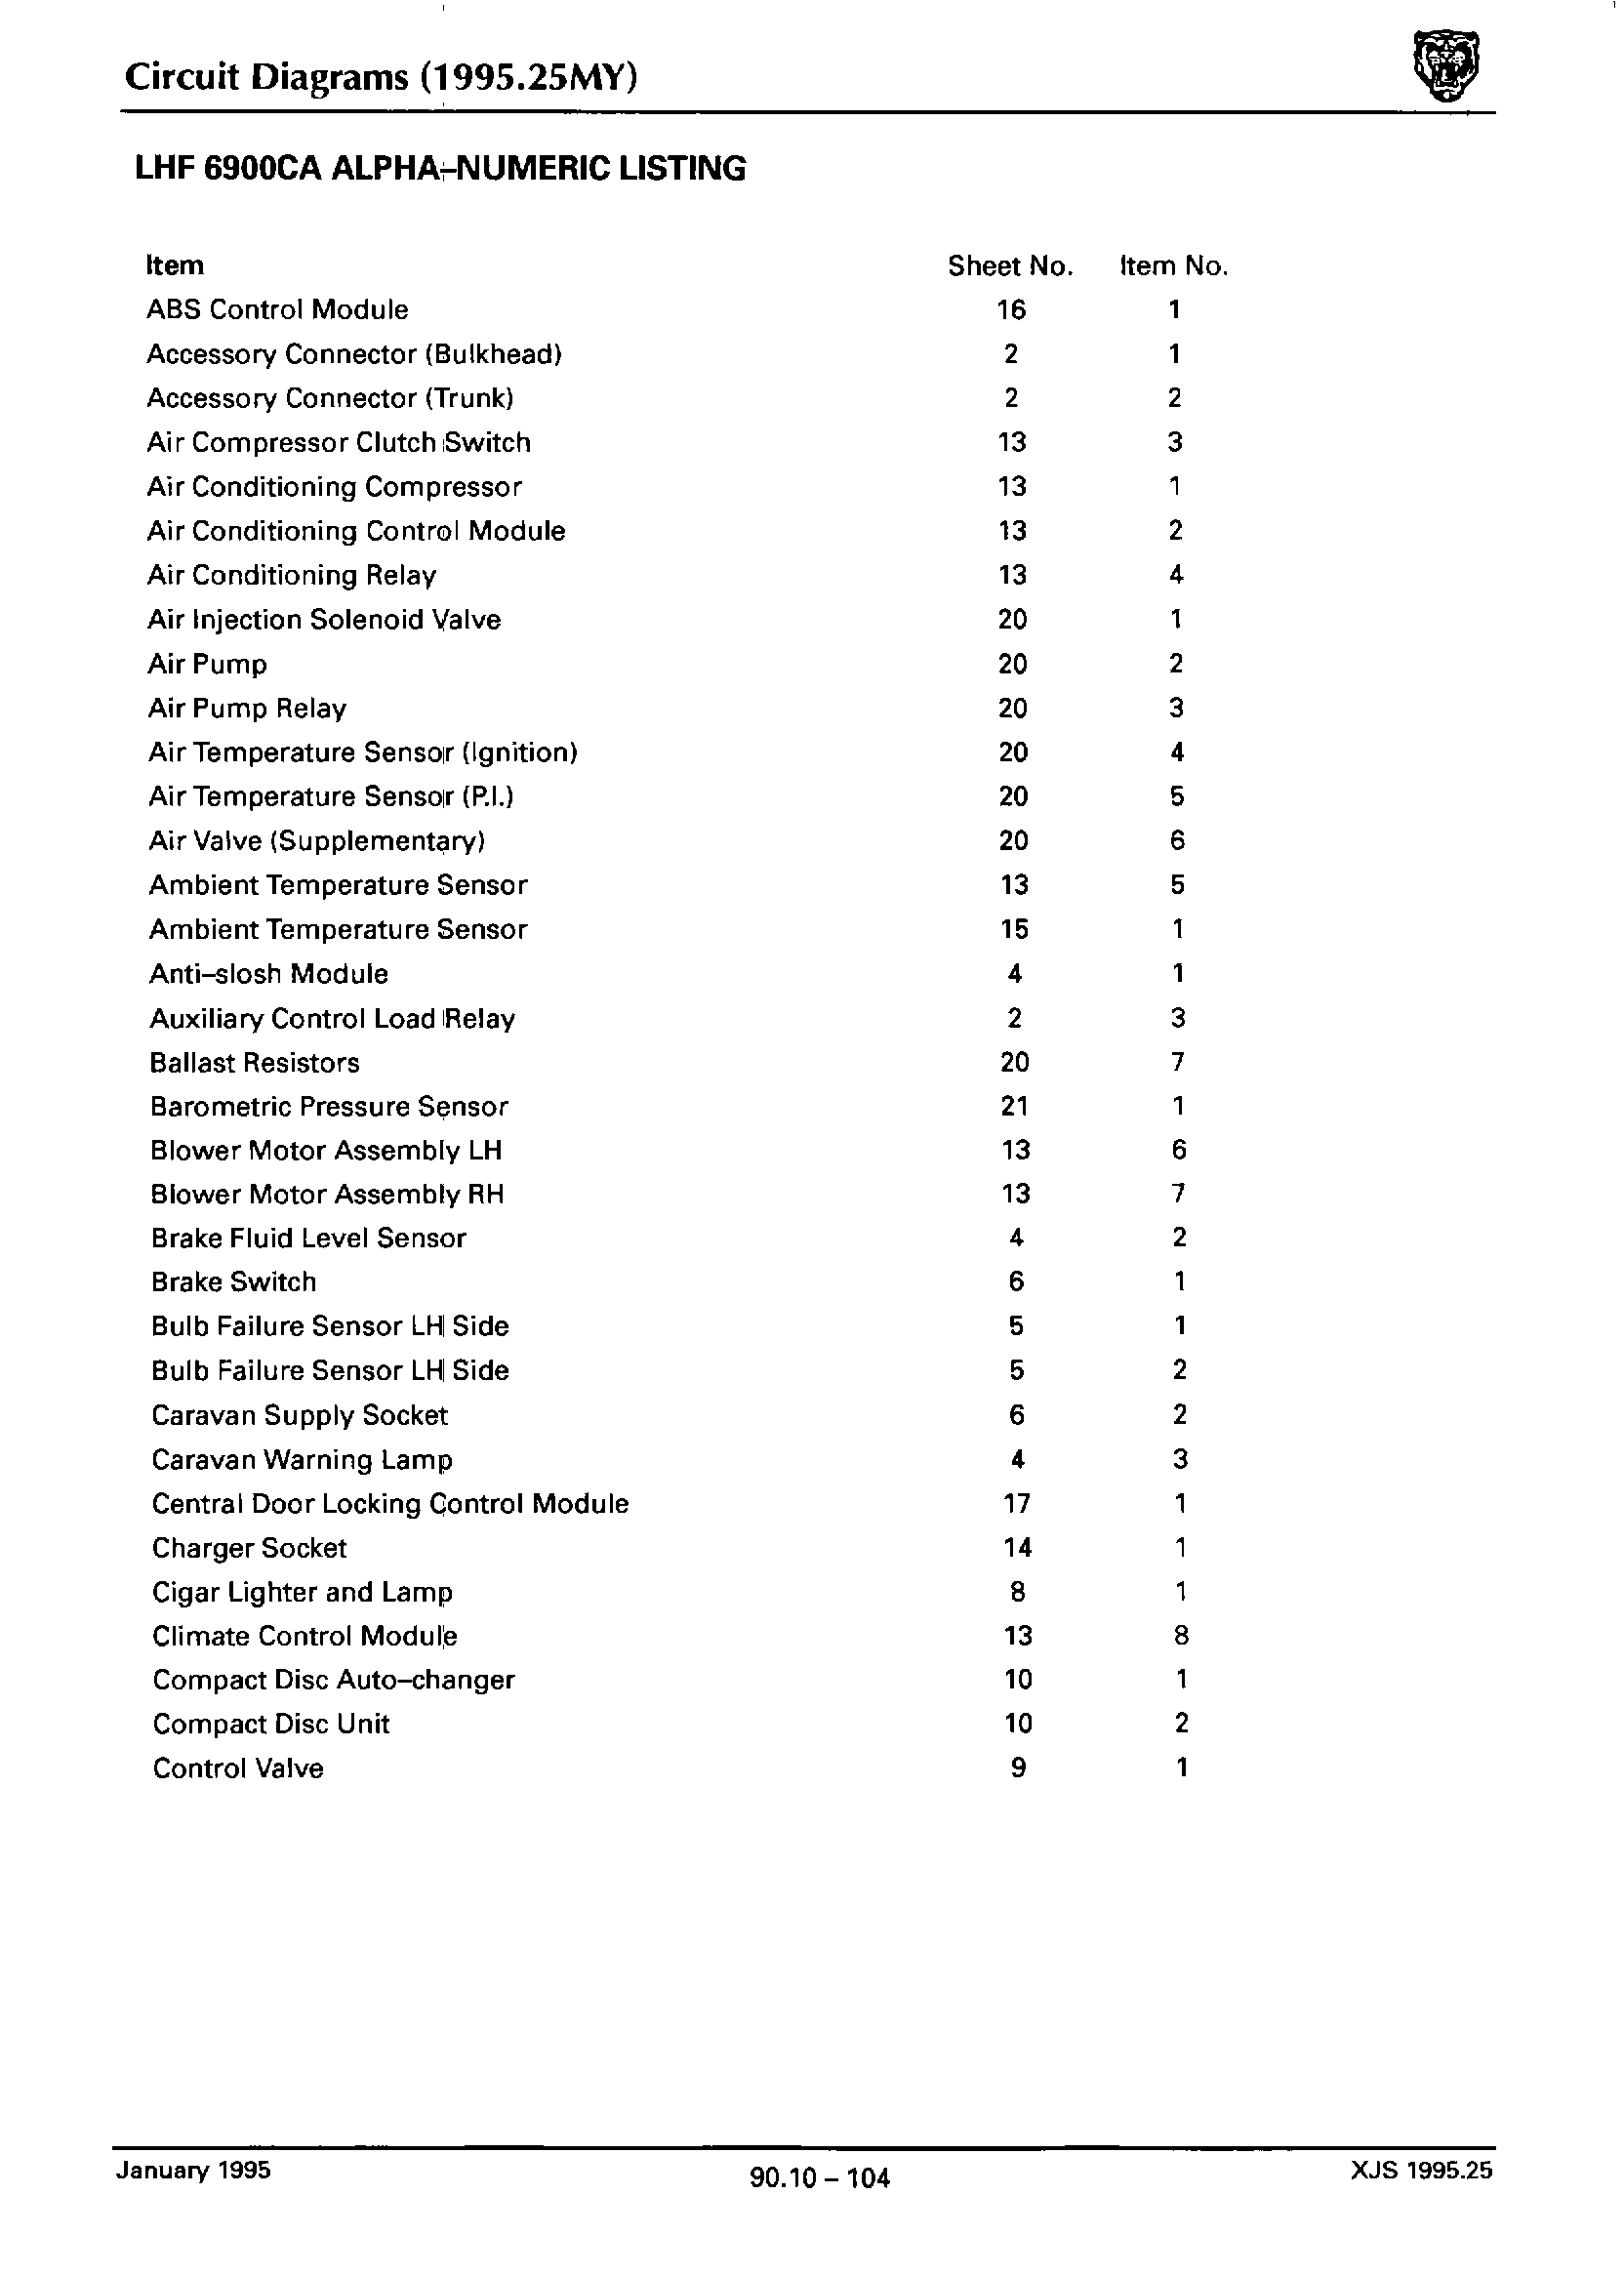 Circuit Diagrams (1995.25MY)
LHF 6900CA ALPHA–NUMERIC LISTING
Item Sheet No. Item No.
ABS Control Module 16 1
Accessory Connector (Bulkhead) 2 1
Accessory Connector (Trunk) 2 2
Air Compressor Clutch Switch 13 3
Air Conditioning Compressor 13 1
Air Conditioning Control Module 13 2
Air Conditioning Relay 13 4
Air Injection Solenoid Valve 20 1
Air Pump 20 2
Air Pump Relay 20 3
Air Temperature Sensor (Ignition) 20 4
Air Temperature Sensor (P.I.) 20 5
Air Valve (Supplementary) 20 6
Ambient Temperature Sensor 13 5
Ambient Temperature Sensor 15 1
Anti–slosh Module 4 1
Auxiliary Control Load Relay 2 3
Ballast Resistors 20 7
Barometric Pressure Sensor 21 1
Blower Motor Assembly LH 13 6
Blower Motor Assembly RH 13 7
Brake Fluid Level Sensor 4 2
Brake Switch 6 1
Bulb Failure Sensor LH Side 5 1
Bulb Failure Sensor LH Side 5 2
Caravan Supply Socket 6 2
Caravan Warning Lamp 4 3
Central Door Locking Control Module 17 1
Charger Socket 14 1
Cigar Lighter and Lamp 8 1
Climate Control Module 13 8
Compact Disc Auto–changer 10 1
Compact Disc Unit 10 2
Control Valve 9 1
January 1995 90.10 – 104 XJS 1995.25